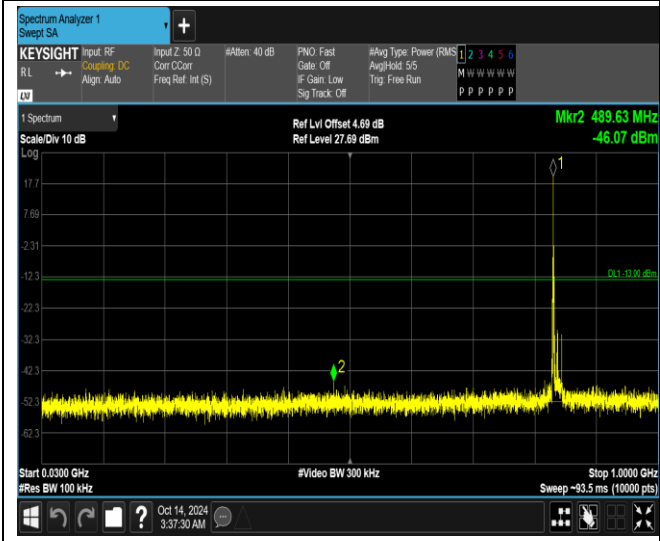 Spectrum Analyzer 1
Swept SA
+
KEYSIGHT
RL
LXI
Input: RF
Coupling: DC
Align: Auto
Input Z: 50 Ω
Corr CCorr
Freq Ref: Int (S)
#Atten: 40 dB
PNO: Fast
Gate: Off
IF Gain: Low
Sig Track: Off
#Avg Type: Power (RMS
Avg|Hold: 5/5
Trig: Free Run
1 2 3 4 5 6
M W W W W W
P P P P P P
1 Spectrum
Scale/Div 10 dB
Log
Ref Lvl Offset 4.69 dB
Ref Level 27.69 dBm
Mkr2 489.63 MHz
-46.07 dBm
1
17.7
7.69
-2.31
-12.3
DL1 -13.00 dBm
-22.3
-32.3
-42.3
2
-52.3
-62.3
Start 0.0300 GHz
#Res BW 100 kHz
#Video BW 300 kHz
Stop 1.0000 GHz
Sweep ~93.5 ms (10000 pts)
?
Oct 14, 2024
3:37:30 AM